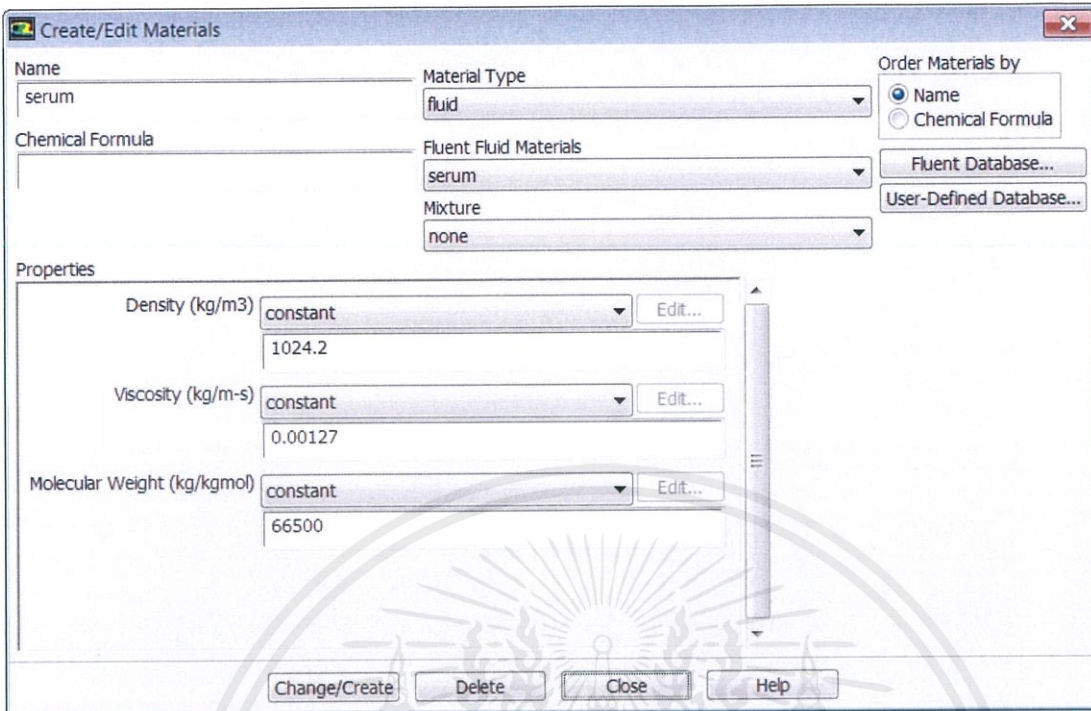 Create/Edit Materials
Name
serum
Chemical Formula
Material Type
fluid
Fluent Fluid Materials
serum
Mixture
none
Order Materials by
Name
Chemical Formula
Fluent Database...
User-Defined Database...
Properties
Density (kg/m3) constant Edit...
1024.2
Viscosity (kg/m-s) constant Edit...
0.00127
Molecular Weight (kg/kgmol) constant Edit...
66500
Change/Create Delete Close Help